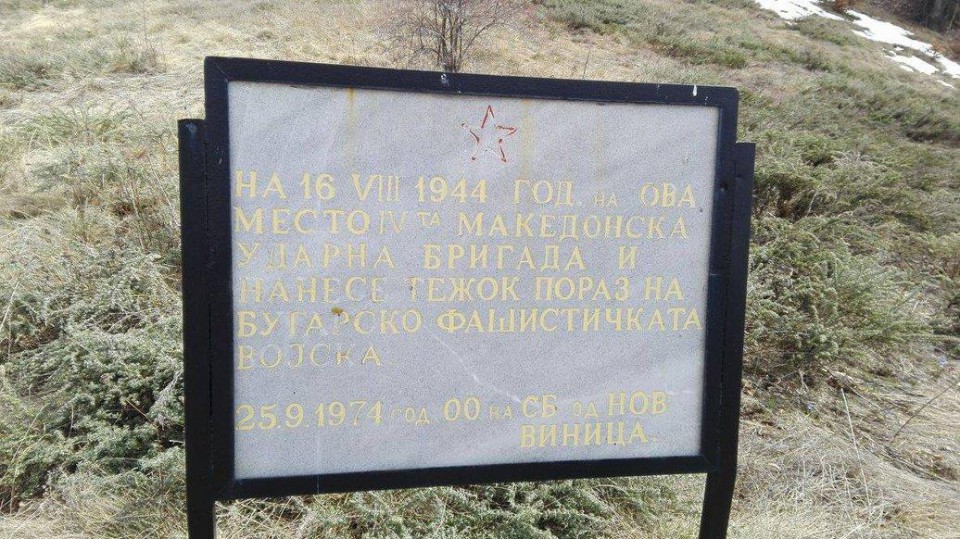 НА 16 VIII 1944 ГОД. НА ОВА
МЕСТО IV ТА МАКЕДОНСКА
УДАРНА БРИГАДА И
НАНЕСЕ ТЕЖОК ПОРАЗ НА
БУГАРСКО ФАШИСТИЧКАТА
ВОЈСКА
25.9.1974 ГОД. ОО НА СБ ОД НОВ
ВИНИЦА.